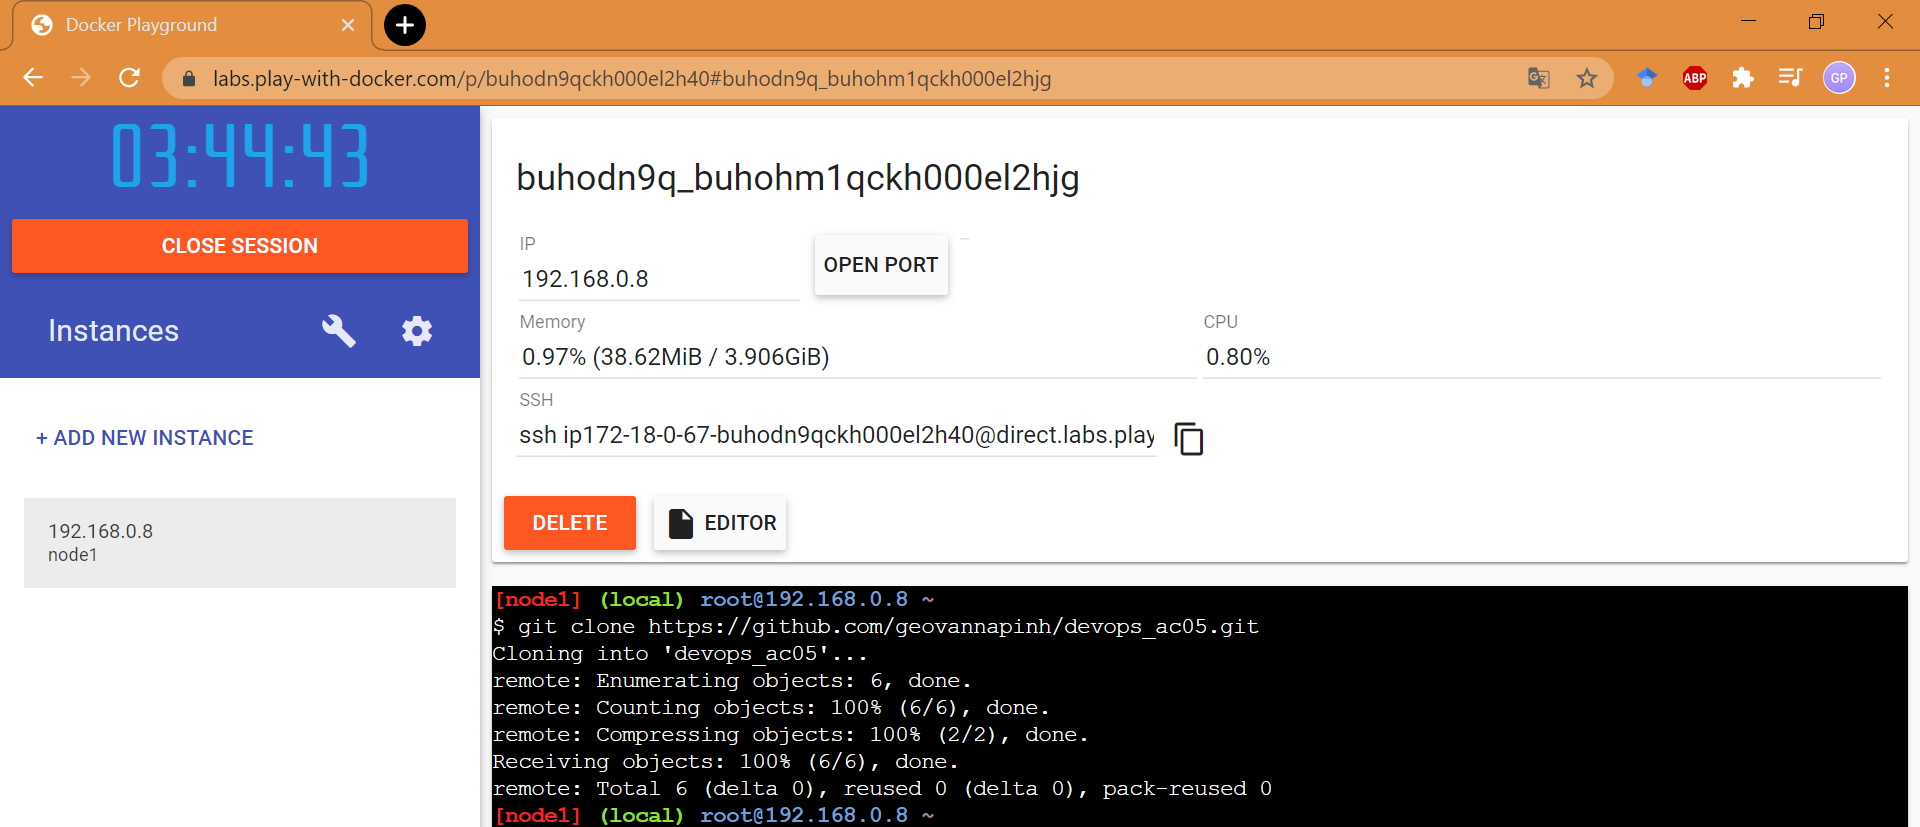 Docker Playground
labs.play-with-docker.com/p/buhodn9qckh000el2h40#buhodn9q_buhohm1qckh000el2hjg
ABP
GP
03:44:43
CLOSE SESSION
Instances
+ ADD NEW INSTANCE
192.168.0.8
node1
buhodn9q_buhohm1qckh000el2hjg
IP
192.168.0.8
OPEN PORT
Memory
0.97% (38.62MiB / 3.906GiB)
CPU
0.80%
SSH
ssh ip172-18-0-67-buhodn9qckh000el2h40@direct.labs.play
DELETE
EDITOR
[node1] (local) root@192.168.0.8 ~
$ git clone https://github.com/geovannapinh/devops_ac05.git
Cloning into 'devops_ac05'...
remote: Enumerating objects: 6, done.
remote: Counting objects: 100% (6/6), done.
remote: Compressing objects: 100% (2/2), done.
Receiving objects: 100% (6/6), done.
remote: Total 6 (delta 0), reused 0 (delta 0), pack-reused 0
[node1] (local) root@192.168.0.8 ~